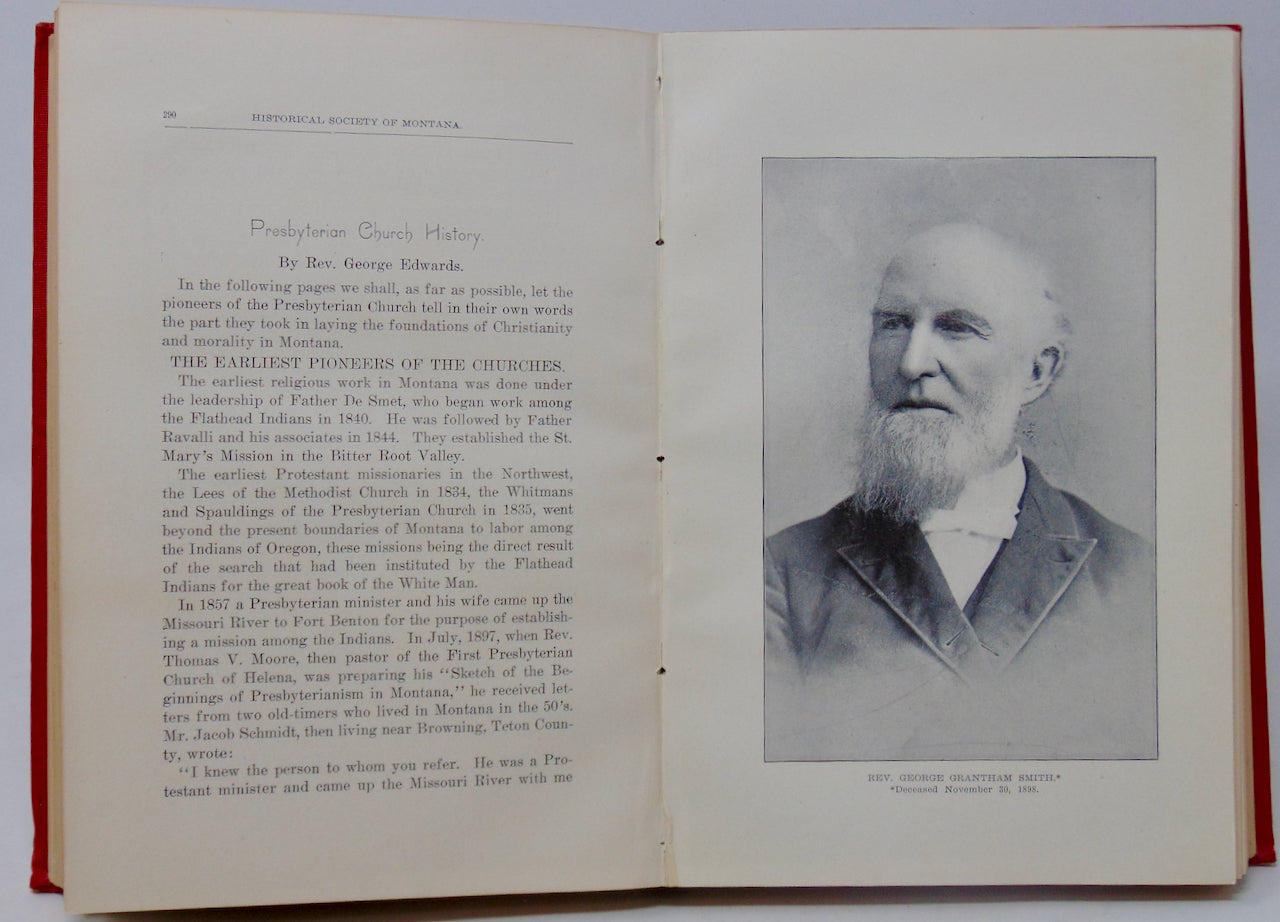 290
HISTORICAL SOCIETY OF MONTANA.
Presbyterian Church History.
By Rev. George Edwards.
In the following pages we shall, as far as possible, let the
pioneers of the Presbyterian Church tell in their own words
the part they took in laying the foundations of Christianity
and morality in Montana.
THE EARLIEST PIONEERS OF THE CHURCHES.
The earliest religious work in Montana was done under
the leadership of Father De Smet, who began work among
the Flathead Indians in 1840. He was followed by Father
Ravalli and his associates in 1844. They established the St.
Mary's Mission in the Bitter Root Valley.
The earliest Protestant missionaries in the Northwest,
the Lees of the Methodist Church in 1834, the Whitmans
and Spauldings of the Presbyterian Church in 1835, went
beyond the present boundaries of Montana to labor among
the Indians of Oregon, these missions being the direct result
of the search that had been instituted by the Flathead
Indians for the great book of the White Man.
In 1857 a Presbyterian minister and his wife came up the
Missouri River to Fort Benton for the purpose of establish-
ing a mission among the Indians. In July, 1897, when Rev.
Thomas V. Moore, then pastor of the First Presbyterian
Church of Helena, was preparing his "Sketch of the Be-
ginnings of Presbyterianism in Montana," he received let-
ters from two old-timers who lived in Montana in the 50's.
Mr. Jacob Schmidt, then living near Browning, Teton Coun-
ty, wrote:
"I knew the person to whom you refer. He was a Pro-
testant minister and came up the Missouri River with me
REV. GEORGE GRANTHAM SMITH.*
*Deceased November 30, 1898.